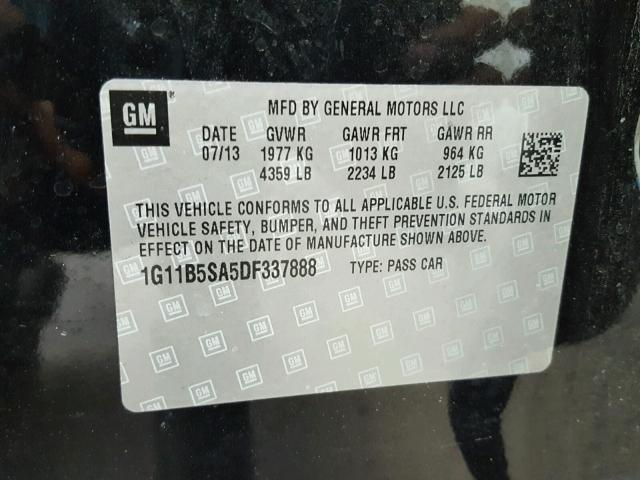 GM
MFD BY GENERAL MOTORS LLC
DATE GVWR GAWR FRT GAWR RR
07/13 1977 KG 1013 KG 964 KG
4359 LB 2234 LB 2125 LB
THIS VEHICLE CONFORMS TO ALL APPLICABLE U.S. FEDERAL MOTOR
VEHICLE SAFETY, BUMPER, AND THEFT PREVENTION STANDARDS IN
EFFECT ON THE DATE OF MANUFACTURE SHOWN ABOVE.
1G11B5SA5DF337888 TYPE: PASS CAR